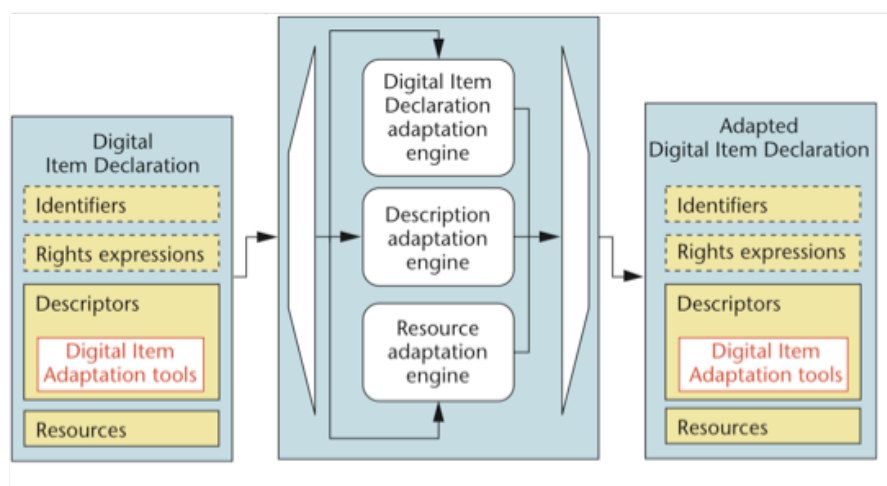 Digital
Item Declaration
Identifiers
Rights expressions
Descriptors
Digital Item
Adaptation tools
Resources
Digital Item
Declaration
adaptation
engine
Description
adaptation
engine
Resource
adaptation
engine
Adapted
Digital Item Declaration
Identifiers
Rights expressions
Descriptors
Digital Item
Adaptation tools
Resources